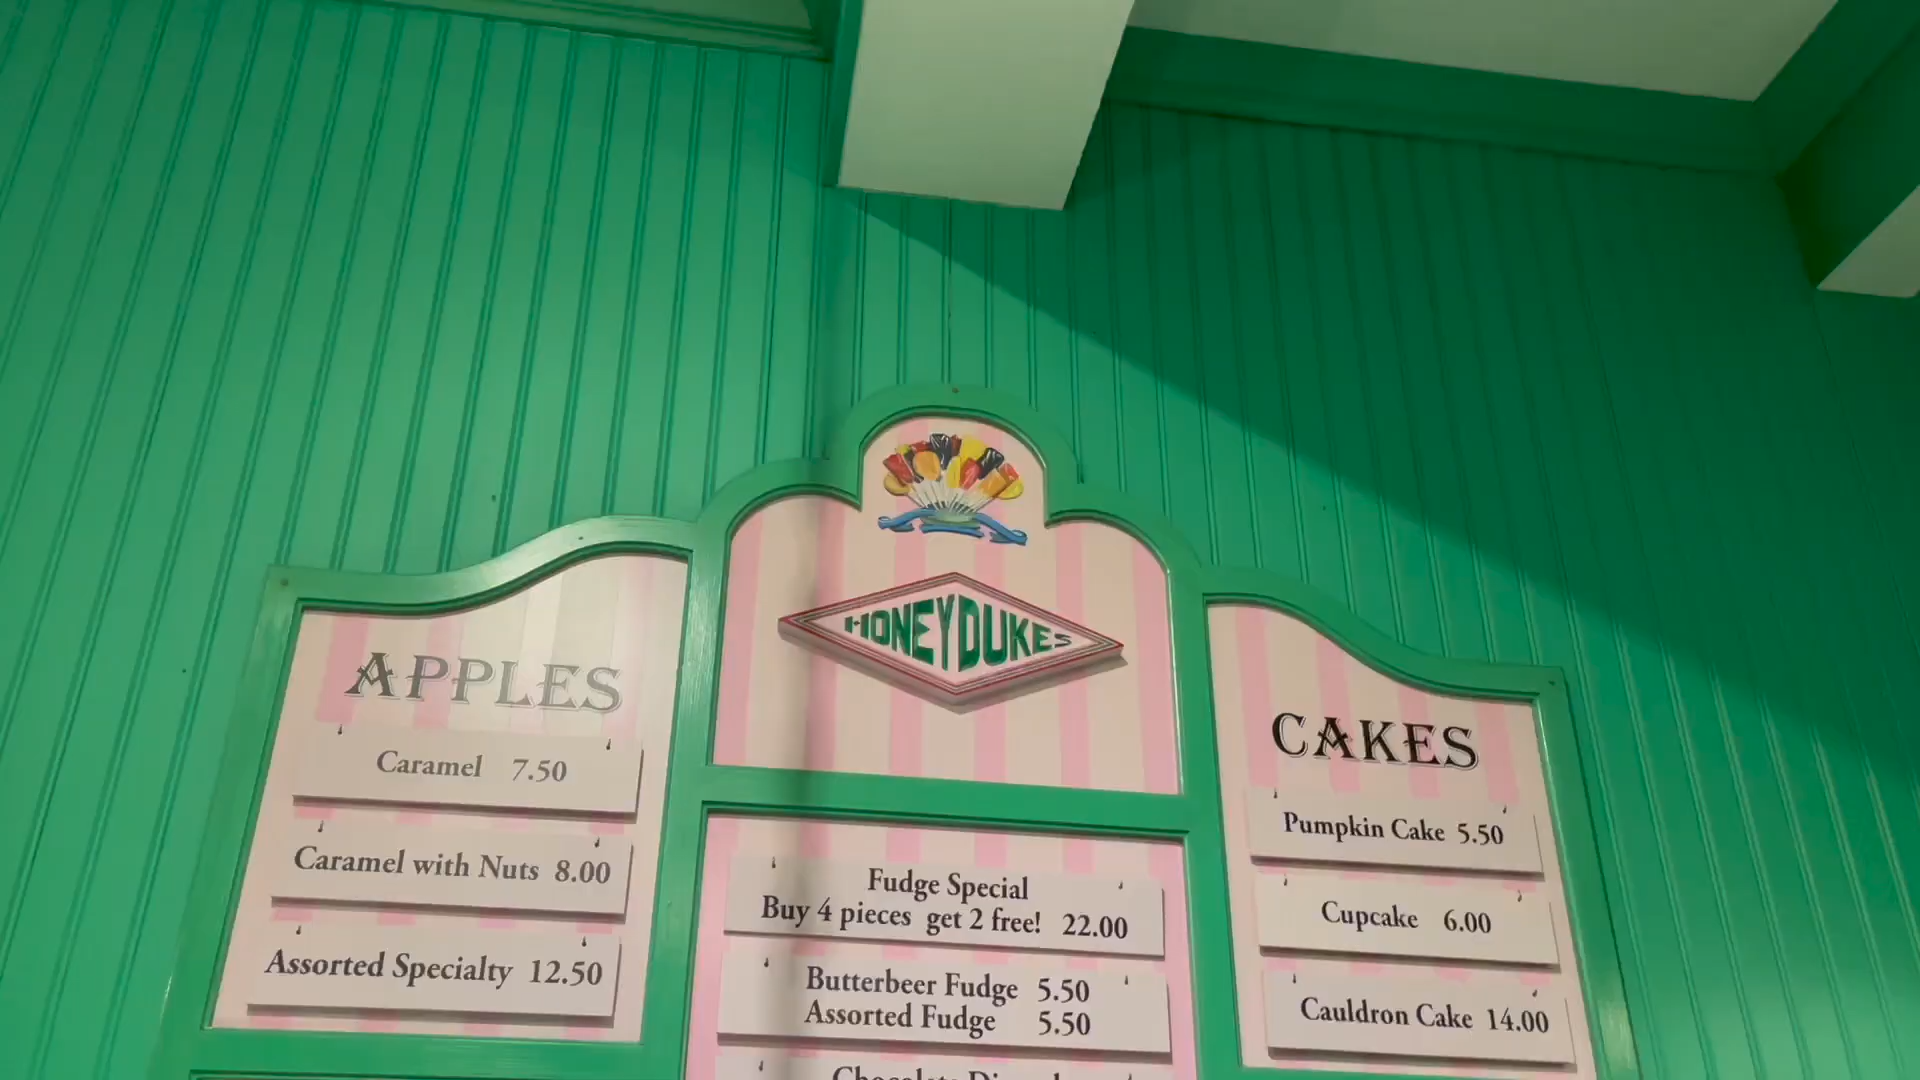 HONEYDUKES
APPLES
Caramel 7.50
Caramel with Nuts 8.00
Assorted Specialty 12.50
Fudge Special
Buy 4 pieces get 2 free! 22.00
Butterbeer Fudge 5.50
Assorted Fudge 5.50
Chocolate
CAKES
Pumpkin Cake 5.50
Cupcake 6.00
Cauldron Cake 14.00